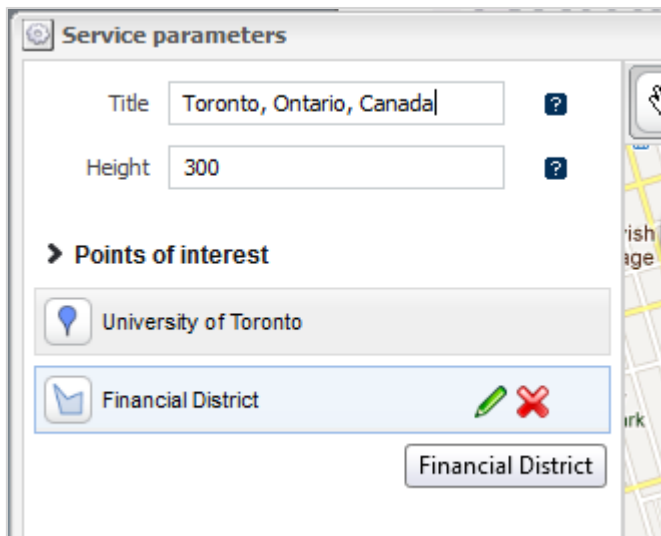 Service parameters
Title Toronto, Ontario, Canada ?
Height 300 ?
Points of interest
University of Toronto
Financial District
Financial District